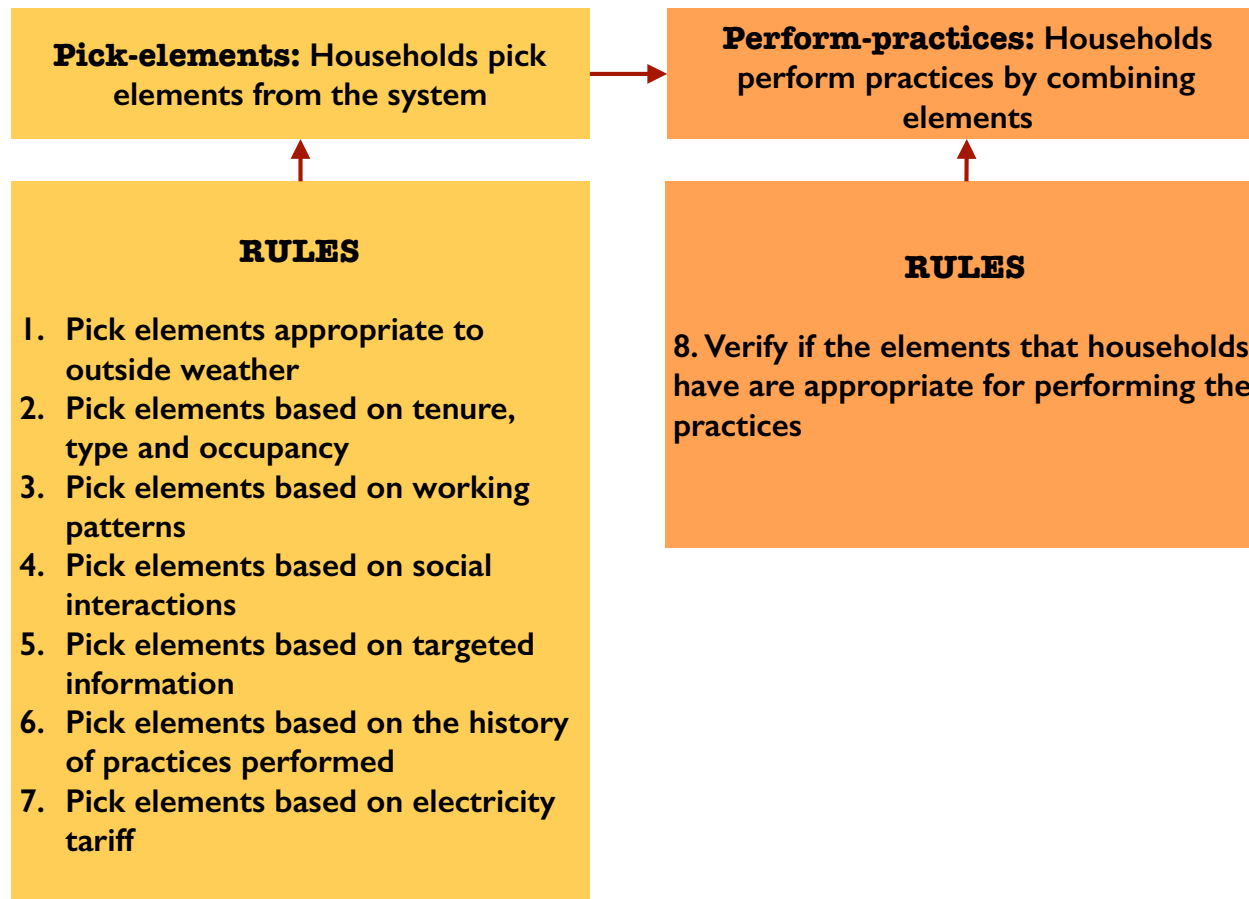 Pick-elements: Households pick
elements from the system
Perform-practices: Households
perform practices by combining
elements
RULES
1. Pick elements appropriate to
outside weather
2. Pick elements based on tenure,
type and occupancy
3. Pick elements based on working
patterns
4. Pick elements based on social
interactions
5. Pick elements based on targeted
information
6. Pick elements based on the history
of practices performed
7. Pick elements based on electricity
tariff
RULES
8. Verify if the elements that households
have are appropriate for performing the
practices